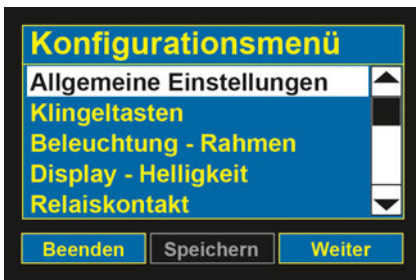 Konfigurationsmenü
Allgemeine Einstellungen
Klingeltasten
Beleuchtung - Rahmen
Display - Helligkeit
Relaiskontakt
Beenden
Speichern
Weiter